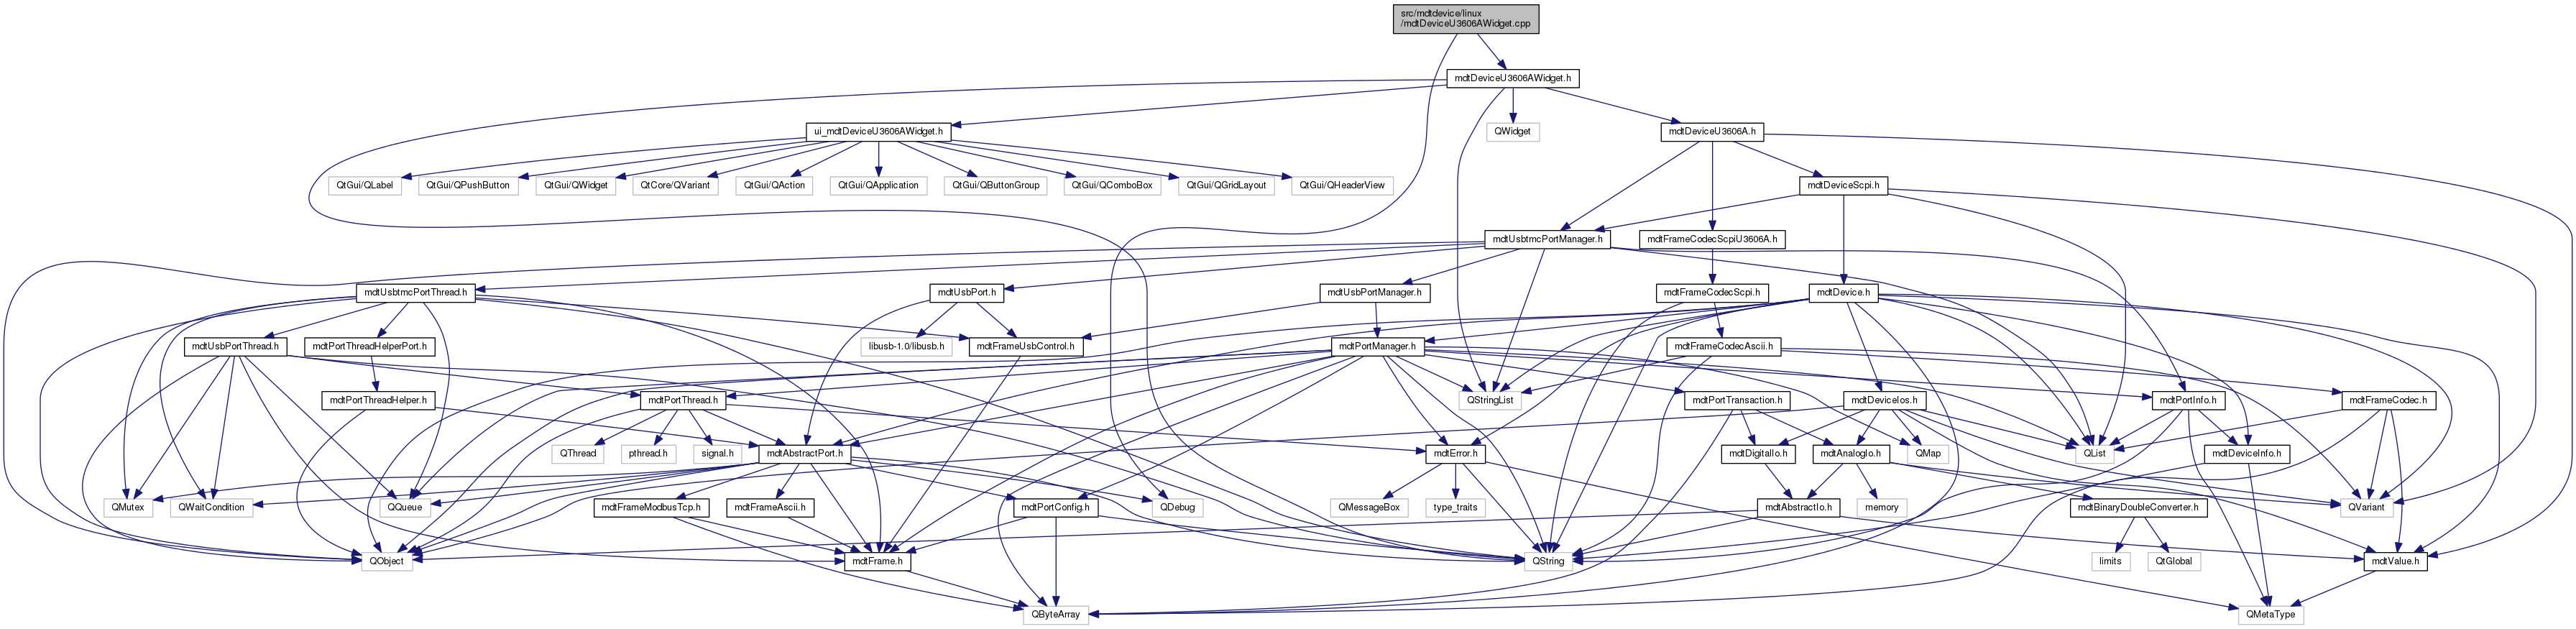 src/mdtdevice/linux
/mdtDeviceU3606AWidget.cpp
mdtDeviceU3606AWidget.h
ui_mdtDeviceU3606AWidget.h
QWidget
mdtDeviceU3606A.h
QtGui/QLabel
QtGui/QPushButton
QtGui/QWidget
QtCore/QVariant
QtGui/QAction
QtGui/QApplication
QtGui/QButtonGroup
QtGui/QComboBox
QtGui/QGridLayout
QtGui/QHeaderView
mdtDeviceScpi.h
mdtUsbtmcPortManager.h
mdtFrameCodecScpiU3606A.h
mdtUsbtmcPortThread.h
mdtUsbPort.h
mdtUsbPortManager.h
mdtFrameCodecScpi.h
mdtDevice.h
mdtUsbPortThread.h
mdtPortThreadHelperPort.h
libusb-1.0/libusb.h
mdtFrameUsbControl.h
mdtPortManager.h
mdtFrameCodecAscii.h
mdtPortThreadHelper.h
mdtPortThread.h
QStringList
mdtPortTransaction.h
mdtDeviceIos.h
mdtPortInfo.h
mdtFrameCodec.h
QThread
pthread.h
signal.h
mdtAbstractPort.h
mdtError.h
mdtDigitalIo.h
mdtAnalogIo.h
QMap
QList
mdtDeviceInfo.h
QMutex
QWaitCondition
QQueue
mdtFrameModbusTcp.h
mdtFrameAscii.h
mdtPortConfig.h
QDebug
QMessageBox
type_traits
mdtAbstractIo.h
memory
mdtBinaryDoubleConverter.h
QVariant
QObject
mdtFrame.h
QString
limits
QtGlobal
mdtValue.h
QByteArray
QMetaType